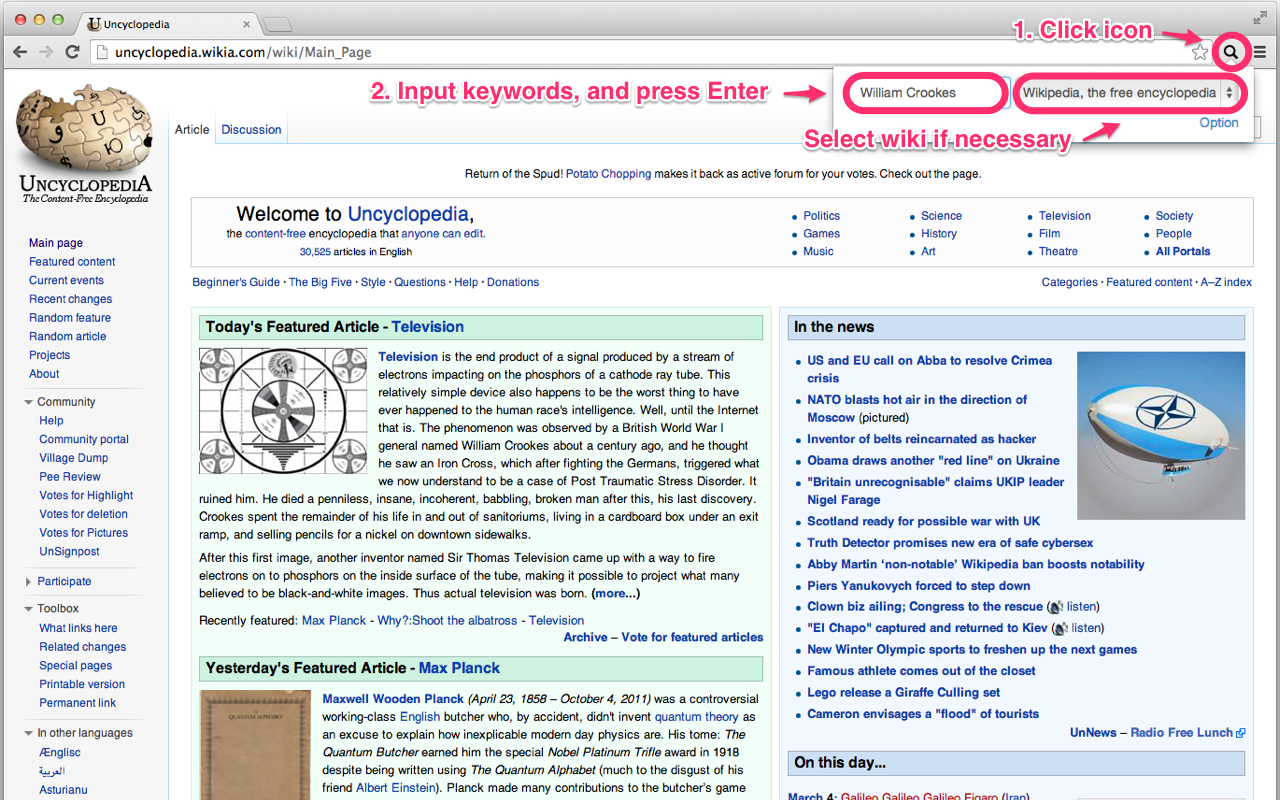 Uncyclopedia
uncyclopedia.wikia.com/wiki/Main_Page
1. Click icon
2. Input keywords, and press Enter
William Crookes
Wikipedia, the free encyclopedia
Option
Select wiki if necessary
UNCYCLOPEDIA
The Content-Free Encyclopedia
Main page
Featured content
Current events
Recent changes
Random feature
Random article
Projects
About
Community
Help
Community portal
Village Dump
Pee Review
Votes for Highlight
Votes for deletion
Votes for Pictures
UnSignpost
Participate
Toolbox
What links here
Related changes
Special pages
Printable version
Permanent link
In other languages
Ænglisc
العربية
Asturianu
Article
Discussion
Return of the Spud! Potato Chopping makes it back as active forum for your votes. Check out the page.
Welcome to Uncyclopedia,
the content-free encyclopedia that anyone can edit.
30,525 articles in English
Politics
Games
Music
Science
History
Art
Television
Film
Theatre
Society
People
All Portals
Beginner's Guide · The Big Five · Style · Questions · Help · Donations
Categories · Featured content · A–Z index
Today's Featured Article - Television
Television is the end product of a signal produced by a stream of
electrons impacting on the phosphors of a cathode ray tube. This
relatively simple device also happens to be the worst thing to have
ever happened to the human race's intelligence. Well, until the Internet
that is. The phenomenon was observed by a British World War I
general named William Crookes about a century ago, and he thought
he saw an Iron Cross, which after fighting the Germans, triggered what
we now understand to be a case of Post Traumatic Stress Disorder. It
ruined him. He died a penniless, insane, incoherent, babbling, broken man after this, his last discovery.
Crookes spent the remainder of his life in and out of sanitoriums, living in a cardboard box under an exit
ramp, and selling pencils for a nickel on downtown sidewalks.
After this first image, another inventor named Sir Thomas Television came up with a way to fire
electrons on to phosphors on the inside surface of the tube, making it possible to project what many
believed to be black-and-white images. Thus actual television was born. (more...)
Recently featured: Max Planck - Why?:Shoot the albatross - Television
Archive – Vote for featured articles
Yesterday's Featured Article - Max Planck
QUANTUM ALPHABET
Maxwell Wooden Planck (April 23, 1858 – October 4, 2011) was a controversial
working-class English butcher who, by accident, didn't invent quantum theory as
an excuse to explain how inexplicable modern day physics are. His tome: The
Quantum Butcher earned him the special Nobel Platinum Trifle award in 1918
despite being written using The Quantum Alphabet (much to the disgust of his
friend Albert Einstein). Planck made many contributions to the butcher's game
In the news
US and EU call on Abba to resolve Crimea
crisis
NATO blasts hot air in the direction of
Moscow (pictured)
Inventor of belts reincarnated as hacker
Obama draws another "red line" on Ukraine
"Britain unrecognisable" claims UKIP leader
Nigel Farage
Scotland ready for possible war with UK
Truth Detector promises new era of safe cybersex
Abby Martin ‘non-notable’ Wikipedia ban boosts notability
Piers Yanukovych forced to step down
Clown biz ailing; Congress to the rescue (listen)
"El Chapo" captured and returned to Kiev (listen)
New Winter Olympic sports to freshen up the next games
Famous athlete comes out of the closet
Lego release a Giraffe Culling set
Cameron envisages a "flood" of tourists
UnNews – Radio Free Lunch
On this day...
March 4: Galileo Galileo Galileo Figaro (Iran)